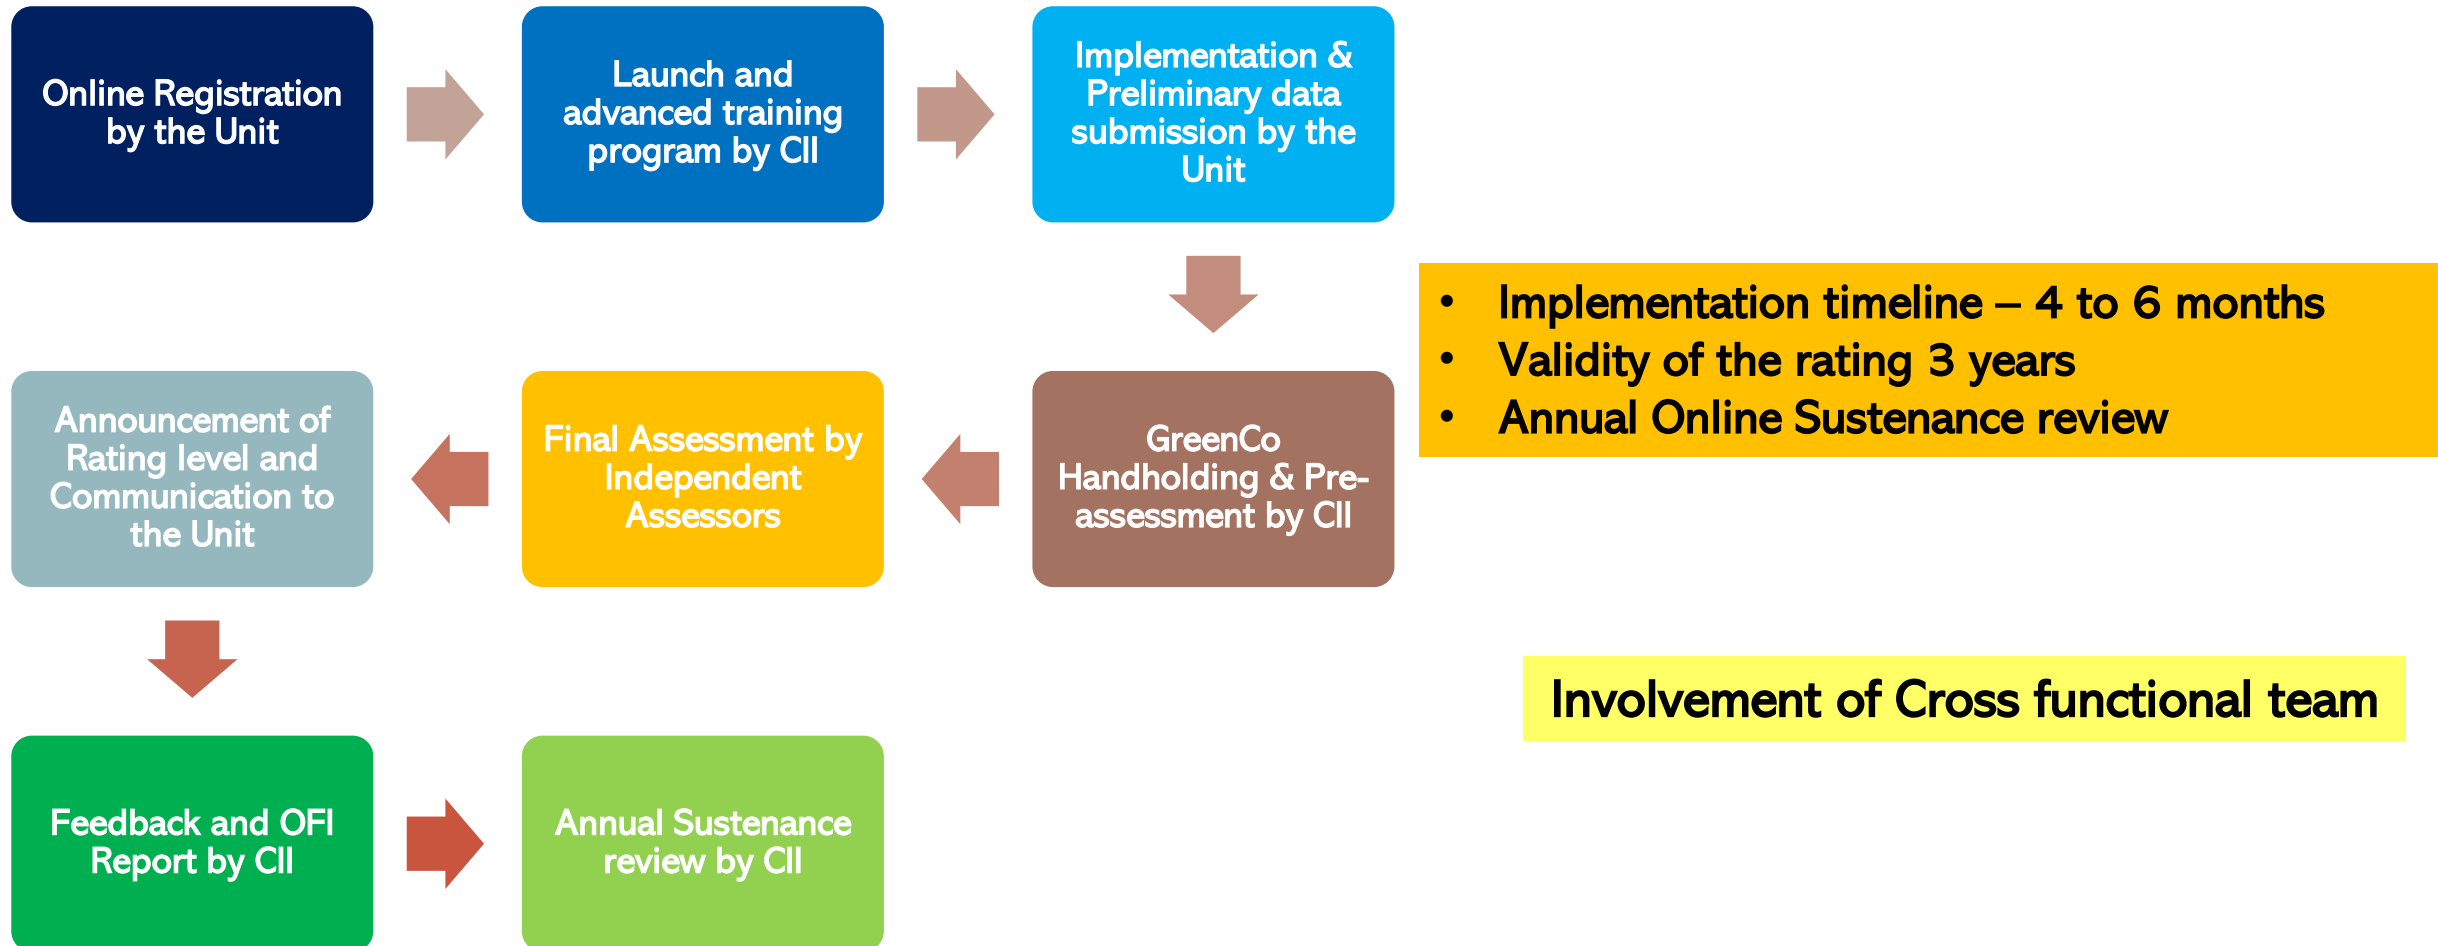 Online Registration
by the Unit
Launch and
advanced training
program by CII
Implementation &
Preliminary data
submission by the
Unit
• Implementation timeline – 4 to 6 months
• Validity of the rating 3 years
• Annual Online Sustenance review
GreenCo
Handholding & Pre-
assessment by CII
Final Assessment by
Independent
Assessors
Announcement of
Rating level and
Communication to
the Unit
Involvement of Cross functional team
Feedback and OFI
Report by CII
Annual Sustenance
review by CII